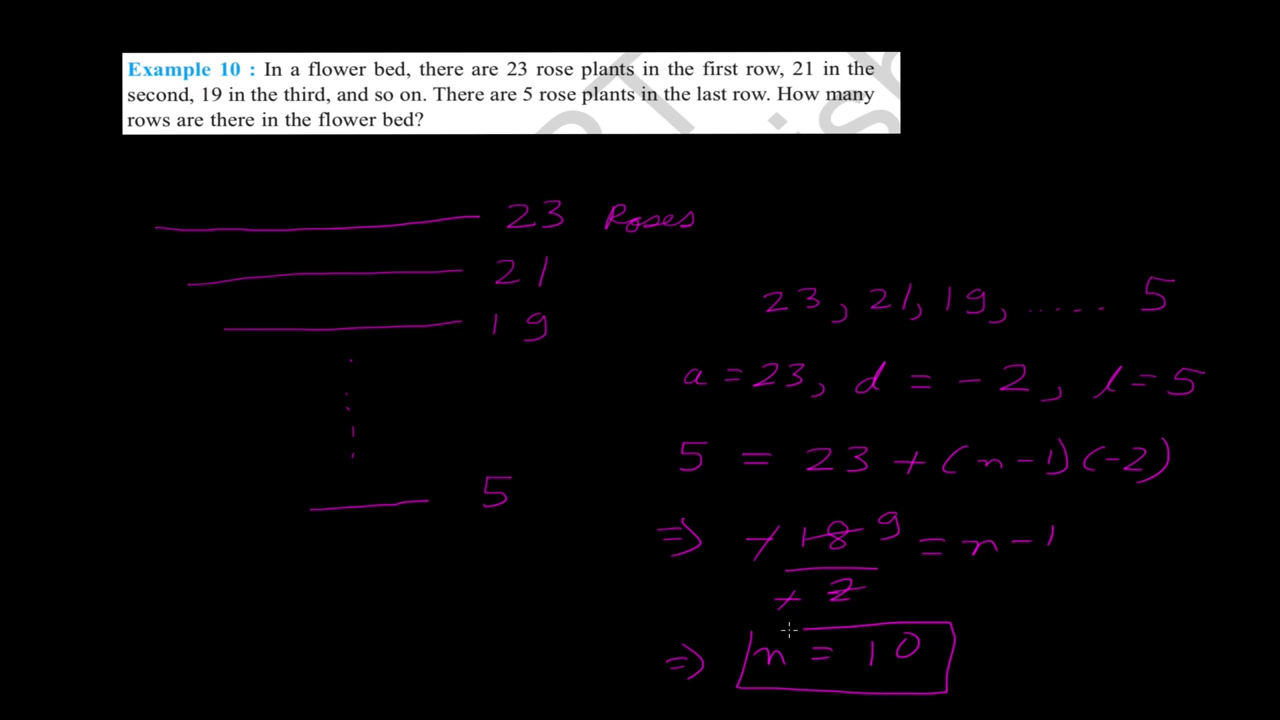 Example 10 : In a flower bed, there are 23 rose plants in the first row, 21 in the
second, 19 in the third, and so on. There are 5 rose plants in the last row. How many
rows are there in the flower bed?
23 Roses
21
19
5
23, 21, 19, ..... 5
a = 23, d = -2, l = 5
5 = 23 + (n-1)(-2)
=> -18/-2 9 = n-1
=> n = 10